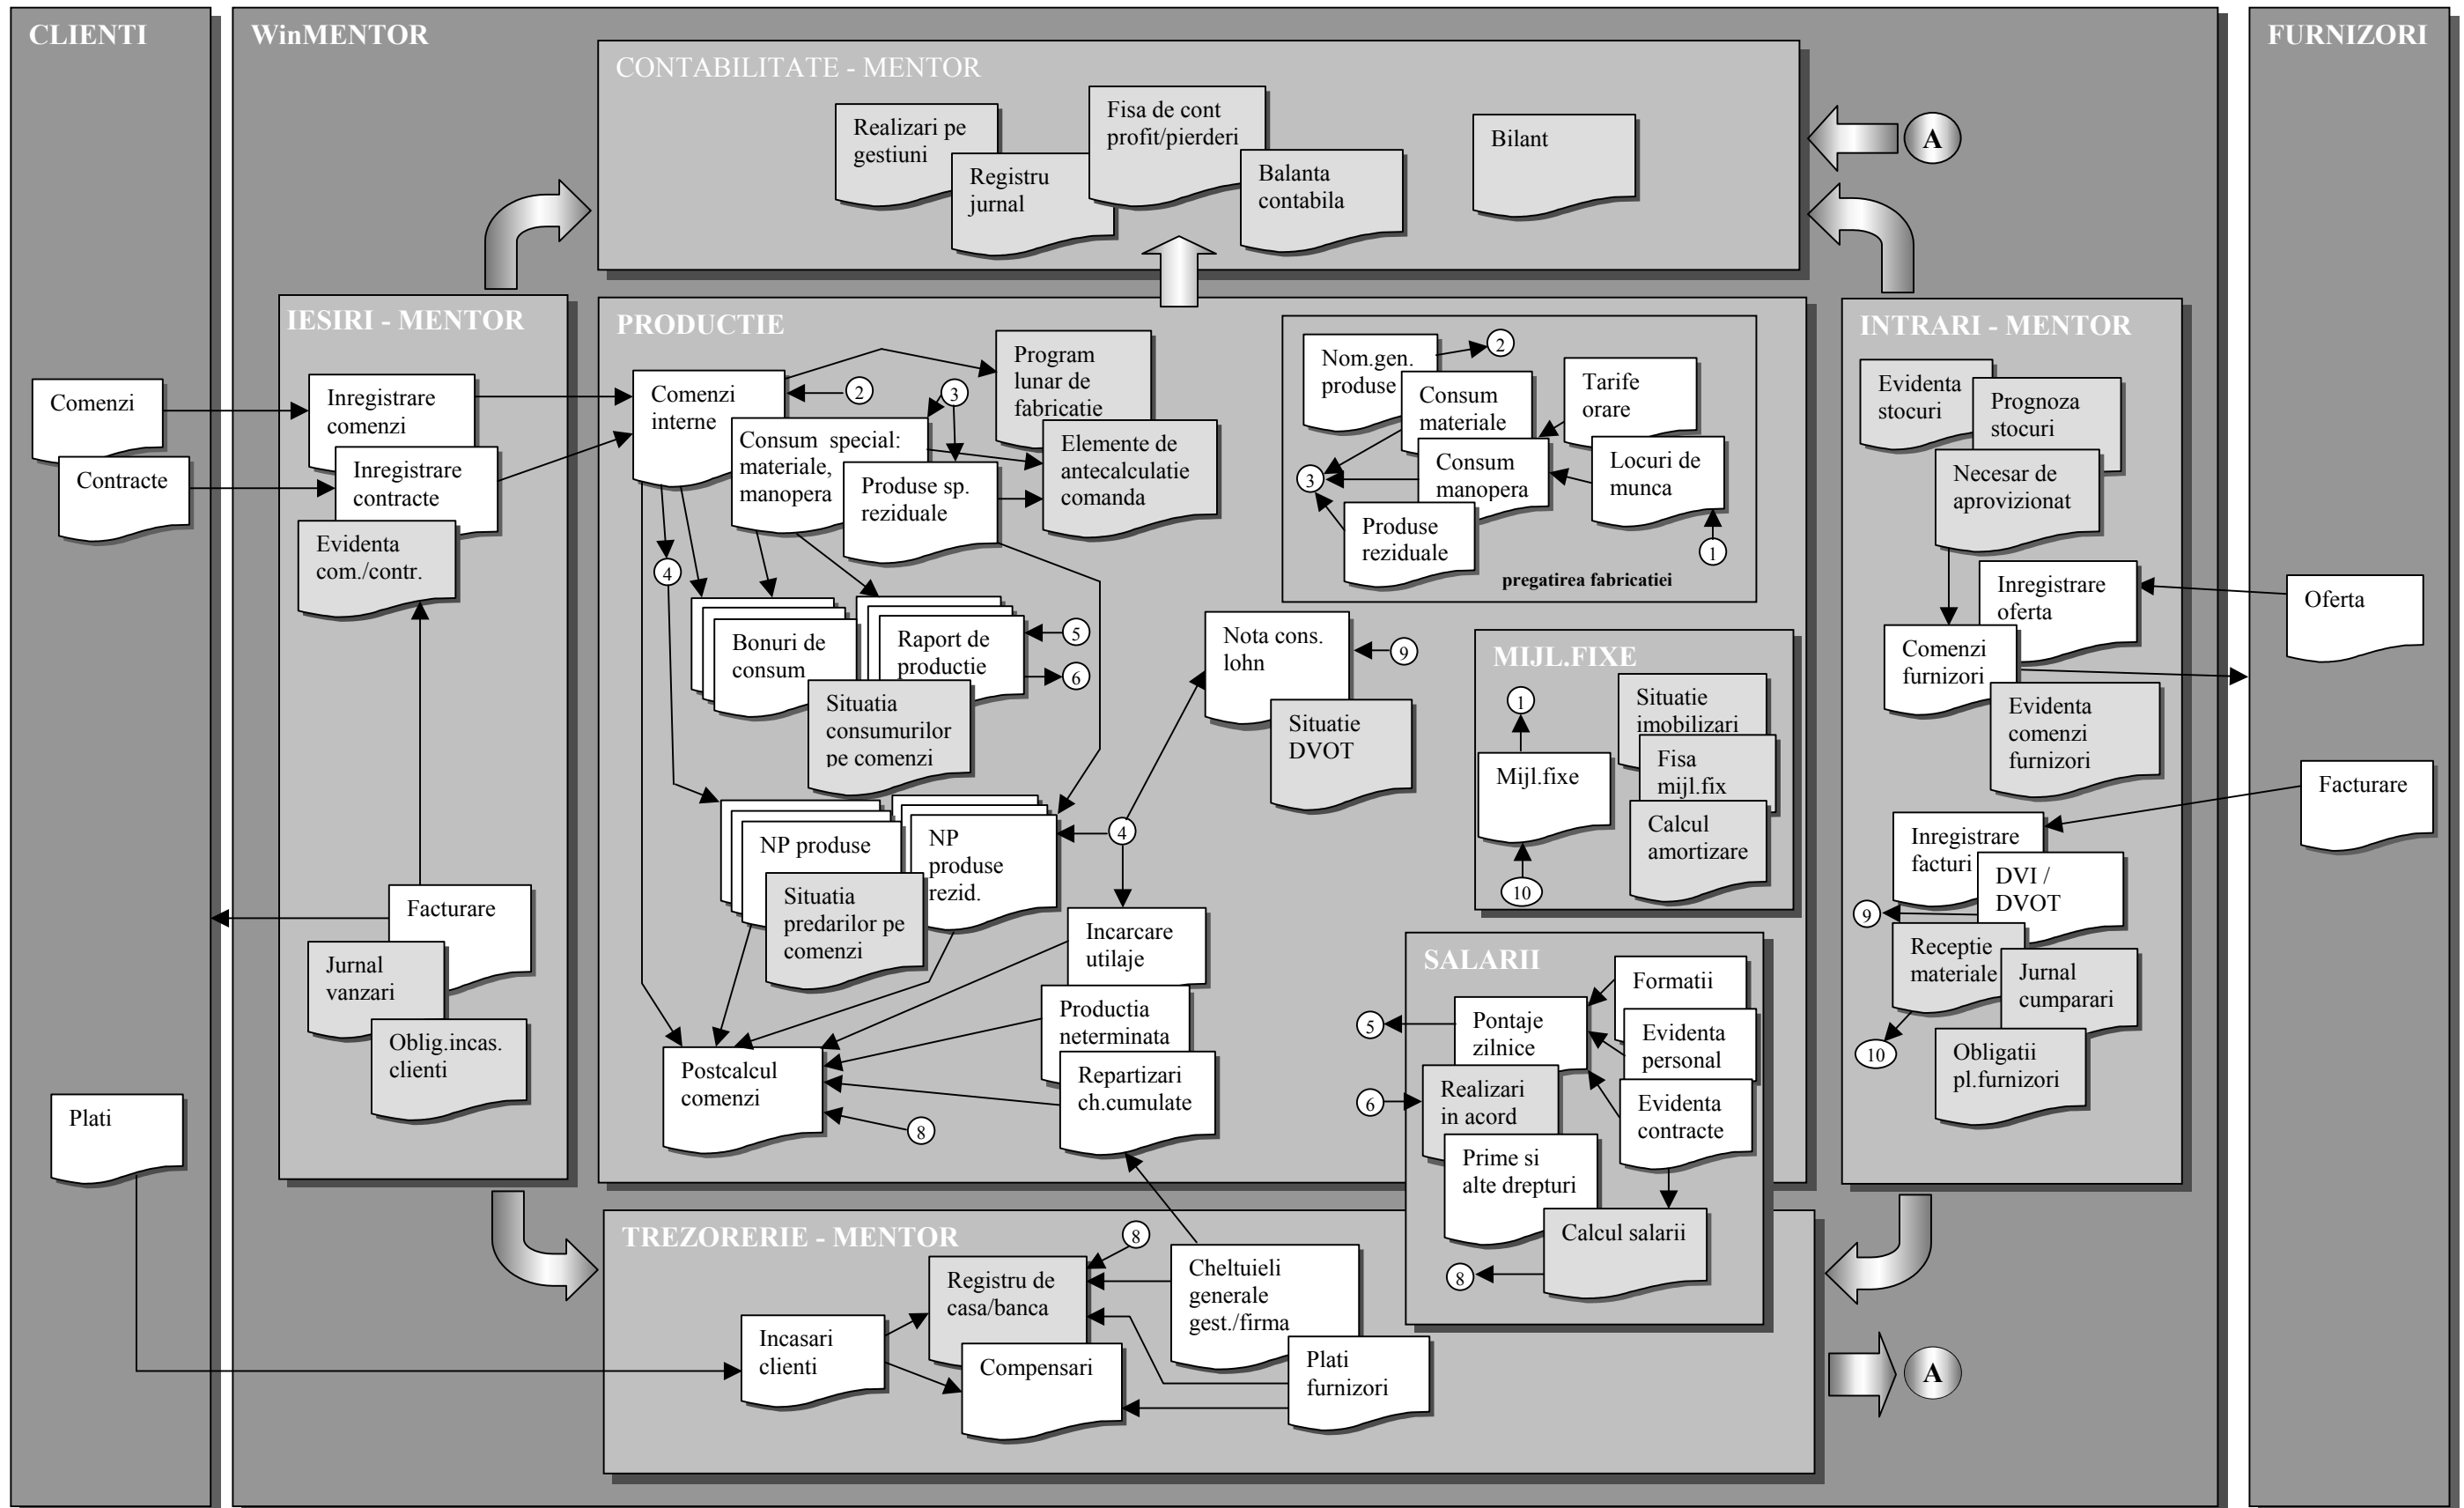 CLIENTI
Comenzi
Contracte
Plati
WinMENTOR
CONTABILITATE - MENTOR
Realizari pe
gestiuni
Registru
jurnal
Fisa de cont
profit/pierderi
Balanta
contabila
Bilant
A
IESIRI - MENTOR
Inregistrare
comenzi
Inregistrare
contracte
Evidenta
com./contr.
Facturare
Jurnal
vanzari
Oblig.incas.
clienti
PRODUCTIE
Comenzi
interne
2
3
Consum special:
materiale,
manopera
Produse sp.
reziduale
Program
lunar de
fabricatie
Elemente de
antecalculatie
comanda
4
Bonuri de
consum
Raport de
productie
5
6
Situatia
consumurilor
pe comenzi
Nota cons.
lohn
9
Situatie
DVOT
NP produse
NP
produse
rezid.
4
Situatia
predarilor pe
comenzi
Incarcare
utilaje
Productia
neterminata
Repartizari
ch.cumulate
Postcalcul
comenzi
8
Nom.gen.
produse
2
Consum
materiale
Tarife
orare
Consum
manopera
Locuri de
munca
3
Produse
reziduale
1
pregatirea fabricatiei
MIJL.FIXE
1
Mijl.fixe
10
Situatie
imobilizari
Fisa
mijl.fix
Calcul
amortizare
SALARII
Formatii
5
Pontaje
zilnice
Evidenta
personal
6
Realizari
in acord
Evidenta
contracte
Prime si
alte drepturi
Calcul salarii
8
TREZORERIE - MENTOR
8
Registru de
casa/banca
Cheltuieli
generale
gest./firma
Incasari
clienti
Compensari
Plati
furnizori
A
INTRARI - MENTOR
Evidenta
stocuri
Prognoza
stocuri
Necesar de
aprovizionat
Inregistrare
oferta
Comenzi
furnizori
Evidenta
comenzi
furnizori
Inregistrare
facturi
DVI /
DVOT
9
Receptie
materiale
Jurnal
cumparari
10
Obligatii
pl.furnizori
FURNIZORI
Oferta
Facturare